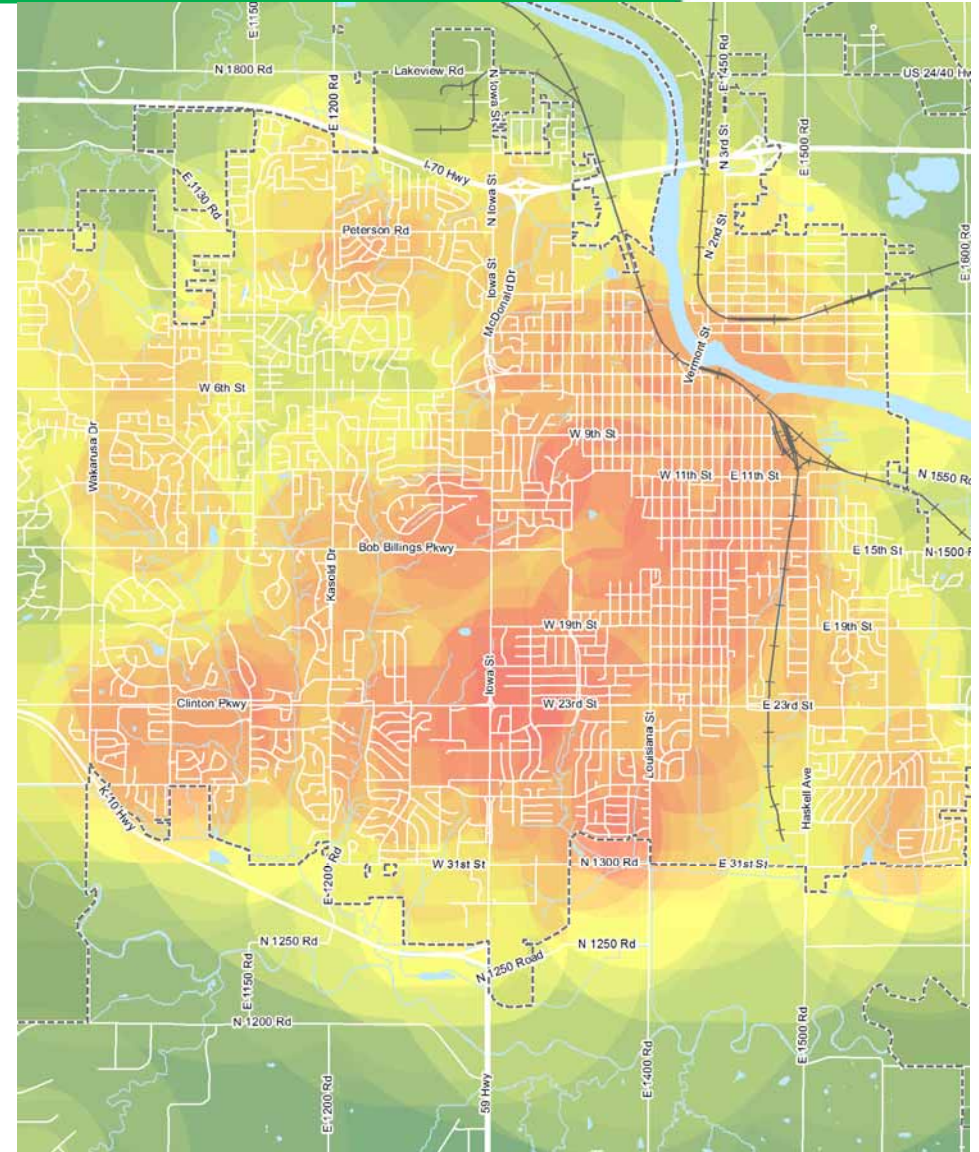 E 1150
N 1800 Rd
E 1200 Rd
Lakeview Rd
N Iowa St
E 1450 Rd
US 24/40 Hw
N 3rd St
E 1500 Rd
I-70 Hwy
E 1130 Rd
N Iowa St
Peterson Rd
N 2nd St
E 1600 Rd
Iowa St
McDonald Dr
Vermont St
W 6th St
Wakarusa Dr
W 9th St
W 11th St
E 11th St
N 1550 Rd
Bob Billings Pkwy
E 15th St
N 1500 R
Kasold Dr
W 19th St
E 19th St
Iowa St
Clinton Pkwy
W 23rd St
E 23rd St
Louisiana St
Haskell Ave
K-10 Hwy
E 1200 Rd
W 31st St
N 1300 Rd
E 31st St
N 1250 Rd
N 1250 Rd
N 1250 Road
E 1150 Rd
N 1200 Rd
E 1500 Rd
E 1400 Rd
E 1200 Rd
59 Hwy